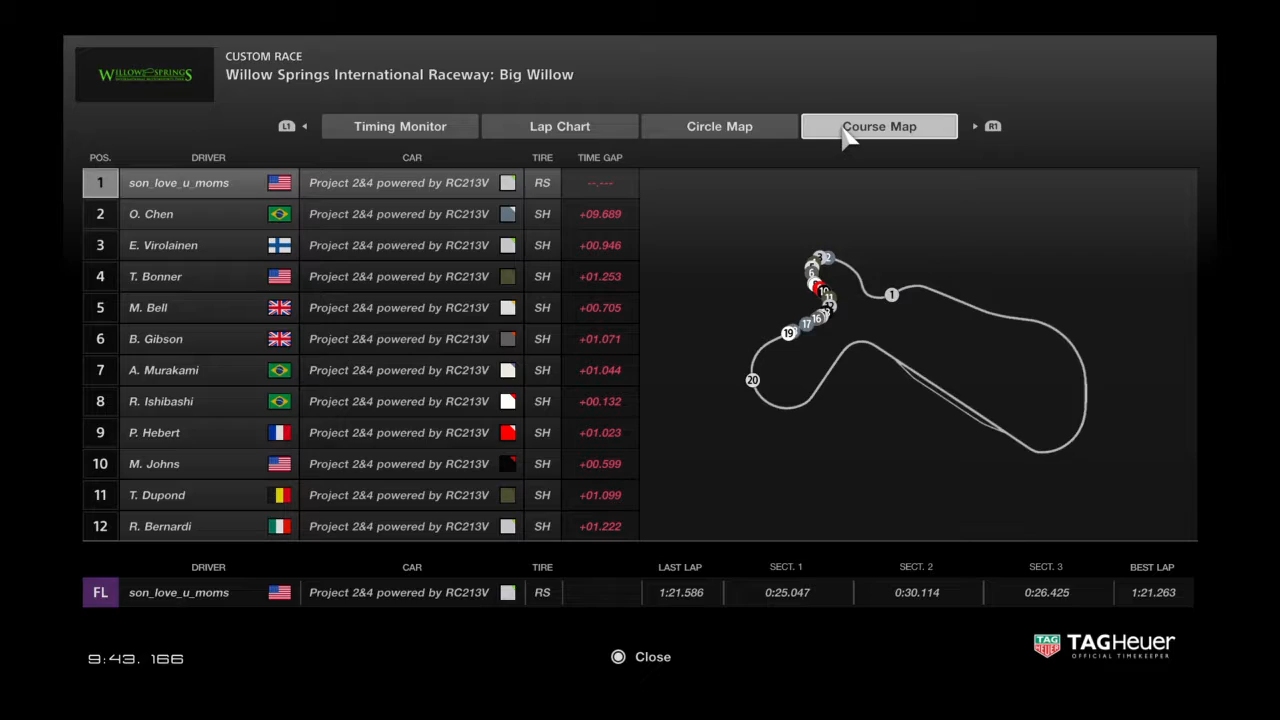 WILLOW SPRINGS
CUSTOM RACE
Willow Springs International Raceway: Big Willow
L1 Timing Monitor Lap Chart Circle Map Course Map R1
POS. DRIVER CAR TIRE TIME GAP
1 son_love_u_moms Project 2&4 powered by RC213V RS --.---
2 O. Chen Project 2&4 powered by RC213V SH +09.689
3 E. Virolainen Project 2&4 powered by RC213V SH +00.946
4 T. Bonner Project 2&4 powered by RC213V SH +01.253
5 M. Bell Project 2&4 powered by RC213V SH +00.705
6 B. Gibson Project 2&4 powered by RC213V SH +01.071
7 A. Murakami Project 2&4 powered by RC213V SH +01.044
8 R. Ishibashi Project 2&4 powered by RC213V SH +00.132
9 P. Hebert Project 2&4 powered by RC213V SH +01.023
10 M. Johns Project 2&4 powered by RC213V SH +00.599
11 T. Dupond Project 2&4 powered by RC213V SH +01.099
12 R. Bernardi Project 2&4 powered by RC213V SH +01.222
2
6
1
10
11
16
17
19
20
DRIVER CAR TIRE LAST LAP SECT. 1 SECT. 2 SECT. 3 BEST LAP
FL son_love_u_moms Project 2&4 powered by RC213V RS 1:21.586 0:25.047 0:30.114 0:26.425 1:21.263
9:43.166
Close
TAG HEUER
TAGHeuer
OFFICIAL TIMEKEEPER